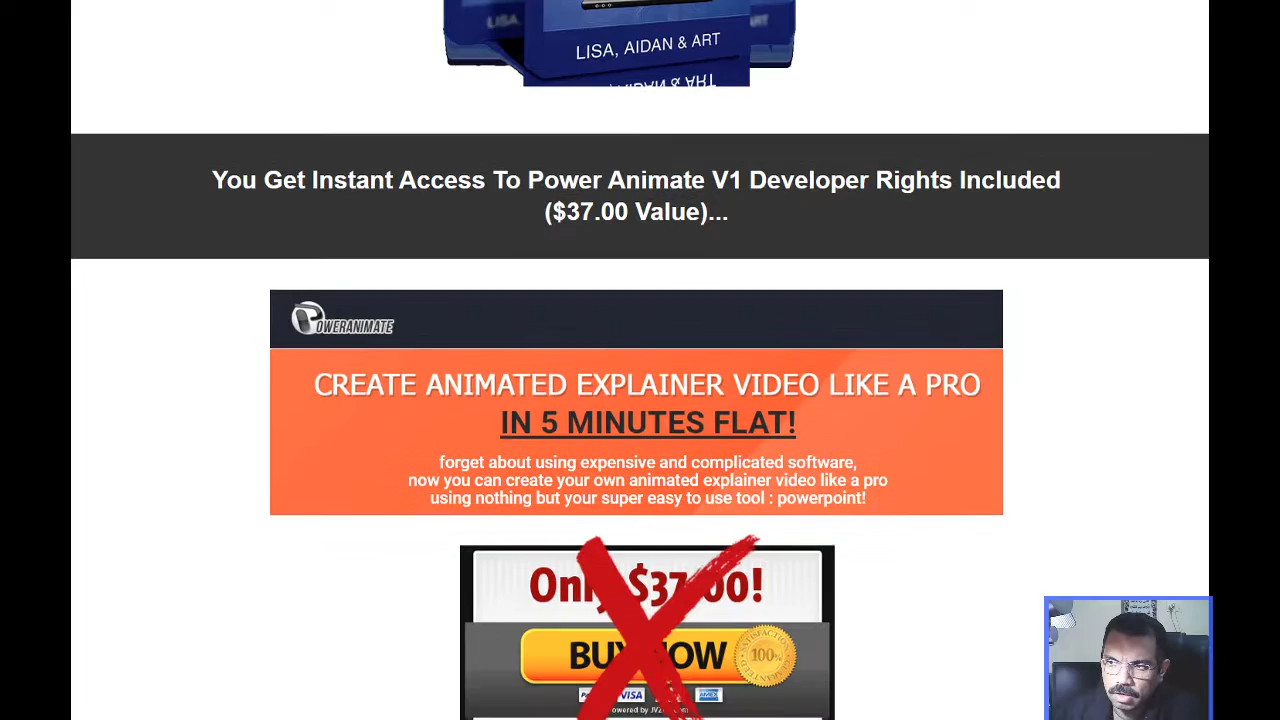 LISA, AIDAN & ART
You Get Instant Access To Power Animate V1 Developer Rights Included
($37.00 Value)...
POWERANIMATE
CREATE ANIMATED EXPLAINER VIDEO LIKE A PRO
IN 5 MINUTES FLAT!
forget about using expensive and complicated software,
now you can create your own animated explainer video like a pro
using nothing but your super easy to use tool : powerpoint!
Only $37.00!
BUY NOW
SATISFACTION
100%
GUARANTEED
VISA
AMEX